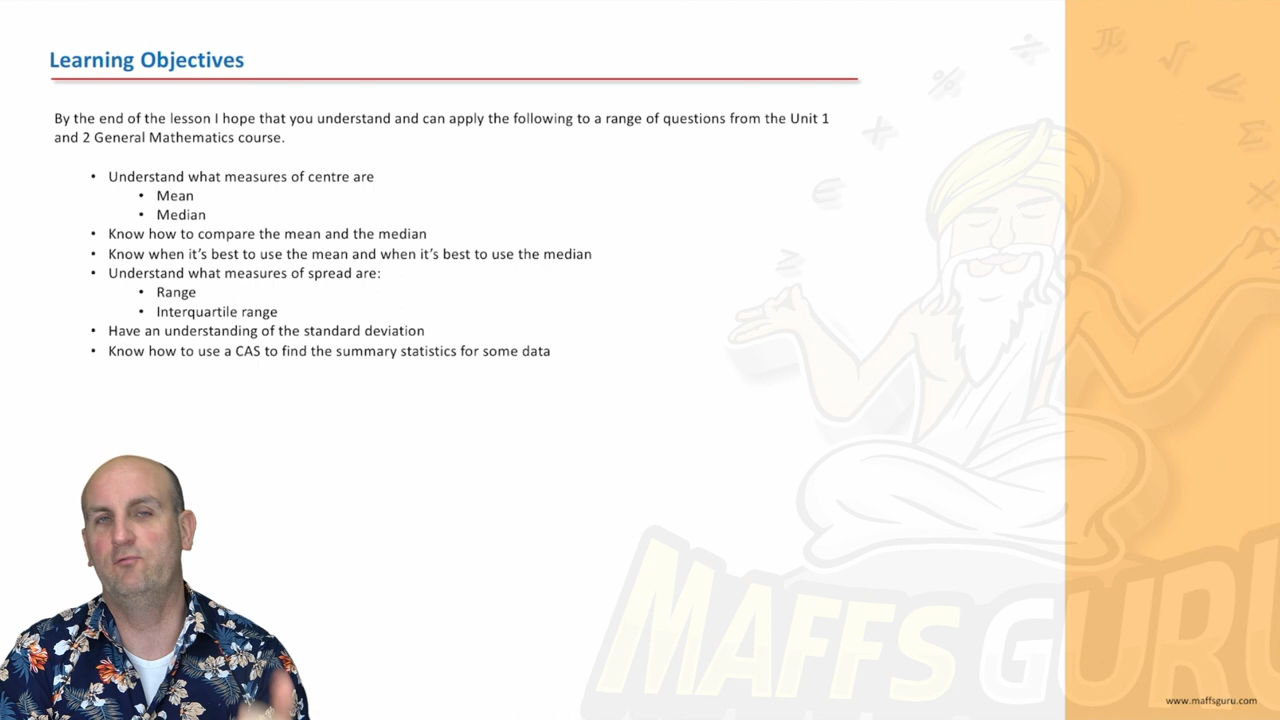 Learning Objectives
By the end of the lesson I hope that you understand and can apply the following to a range of questions from the Unit 1
and 2 General Mathematics course.
• Understand what measures of centre are
• Mean
• Median
• Know how to compare the mean and the median
• Know when it’s best to use the mean and when it’s best to use the median
• Understand what measures of spread are:
• Range
• Interquartile range
• Have an understanding of the standard deviation
• Know how to use a CAS to find the summary statistics for some data
MAFFS GURU
www.maffsguru.com